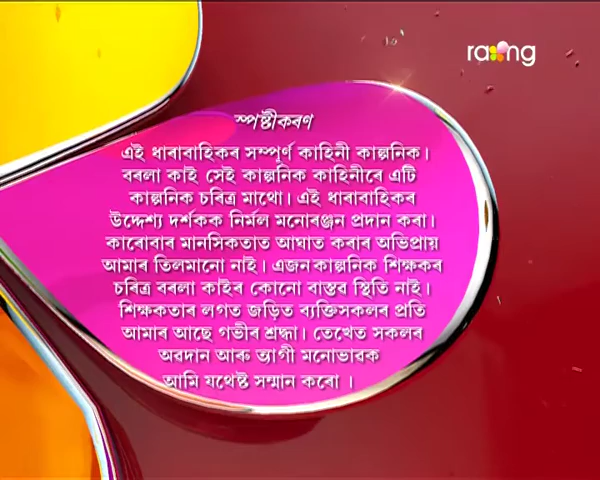 rang
স্পষ্টীকৰণ
এই ধাৰাবাহিকৰ সম্পূৰ্ণ কাহিনী কাল্পনিক।
বৰলা কাই সেই কাল্পনিক কাহিনীৰে এটি
কাল্পনিক চৰিত্ৰ মাথো। এই ধাৰাবাহিকৰ
উদ্দেশ্য দৰ্শকক নিৰ্মল মনোৰঞ্জন প্ৰদান কৰা।
কাৰোবাৰ মানসিকতাত আঘাত কৰাৰ অভিপ্ৰায়
আমাৰ তিলমানো নাই। এজন কাল্পনিক শিক্ষকৰ
চৰিত্ৰ বৰলা কাইৰ কোনো বাস্তৱ স্থিতি নাই।
শিক্ষকতাৰ লগত জড়িত ব্যক্তিসকলৰ প্ৰতি
আমাৰ আছে গভীৰ শ্ৰদ্ধা। তেখেত সকলৰ
অৱদান আৰু ত্যাগী মনোভাৱক
আমি যথেষ্ট সন্মান কৰো ।